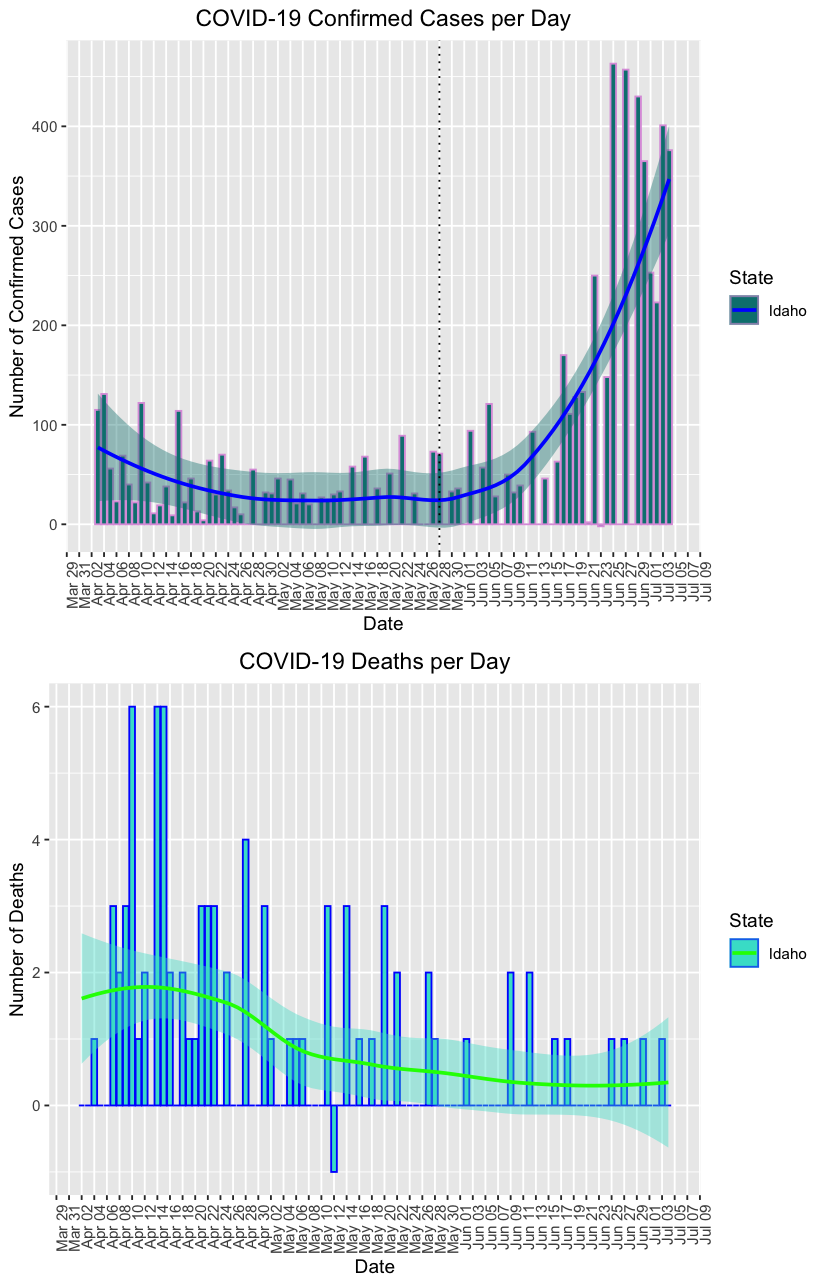 COVID-19 Confirmed Cases per Day
Number of Confirmed Cases
400
300
200
100
0
Mar 29
Mar 31
Apr 02
Apr 04
Apr 06
Apr 08
Apr 10
Apr 12
Apr 14
Apr 16
Apr 18
Apr 20
Apr 22
Apr 24
Apr 26
Apr 28
Apr 30
May 02
May 04
May 06
May 08
May 10
May 12
May 14
May 16
May 18
May 20
May 22
May 24
May 26
May 28
May 30
Jun 01
Jun 03
Jun 05
Jun 07
Jun 09
Jun 11
Jun 13
Jun 15
Jun 17
Jun 19
Jun 21
Jun 23
Jun 25
Jun 27
Jun 29
Jul 01
Jul 03
Jul 05
Jul 07
Jul 09
Date
State
Idaho
COVID-19 Deaths per Day
Number of Deaths
6
4
2
0
Mar 29
Mar 31
Apr 02
Apr 04
Apr 06
Apr 08
Apr 10
Apr 12
Apr 14
Apr 16
Apr 18
Apr 20
Apr 22
Apr 24
Apr 26
Apr 28
Apr 30
May 02
May 04
May 06
May 08
May 10
May 12
May 14
May 16
May 18
May 20
May 22
May 24
May 26
May 28
May 30
Jun 01
Jun 03
Jun 05
Jun 07
Jun 09
Jun 11
Jun 13
Jun 15
Jun 17
Jun 19
Jun 21
Jun 23
Jun 25
Jun 27
Jun 29
Jul 01
Jul 03
Jul 05
Jul 07
Jul 09
Date
State
Idaho